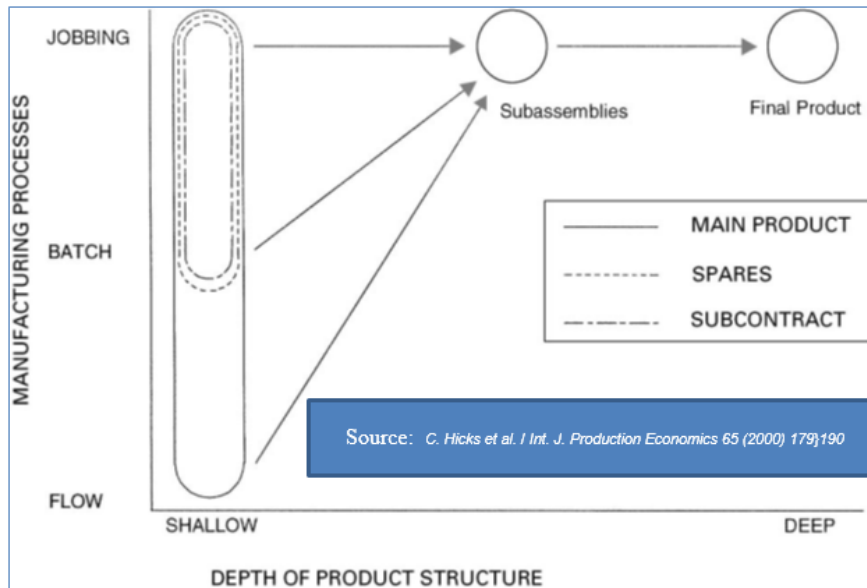 JOBBING
Subassemblies
Final Product
MANUFACTURING PROCESSES
BATCH
MAIN PRODUCT
SPARES
SUBCONTRACT
Source: C. Hicks et al. / Int. J. Production Economics 65 (2000) 179}190
FLOW
SHALLOW
DEEP
DEPTH OF PRODUCT STRUCTURE